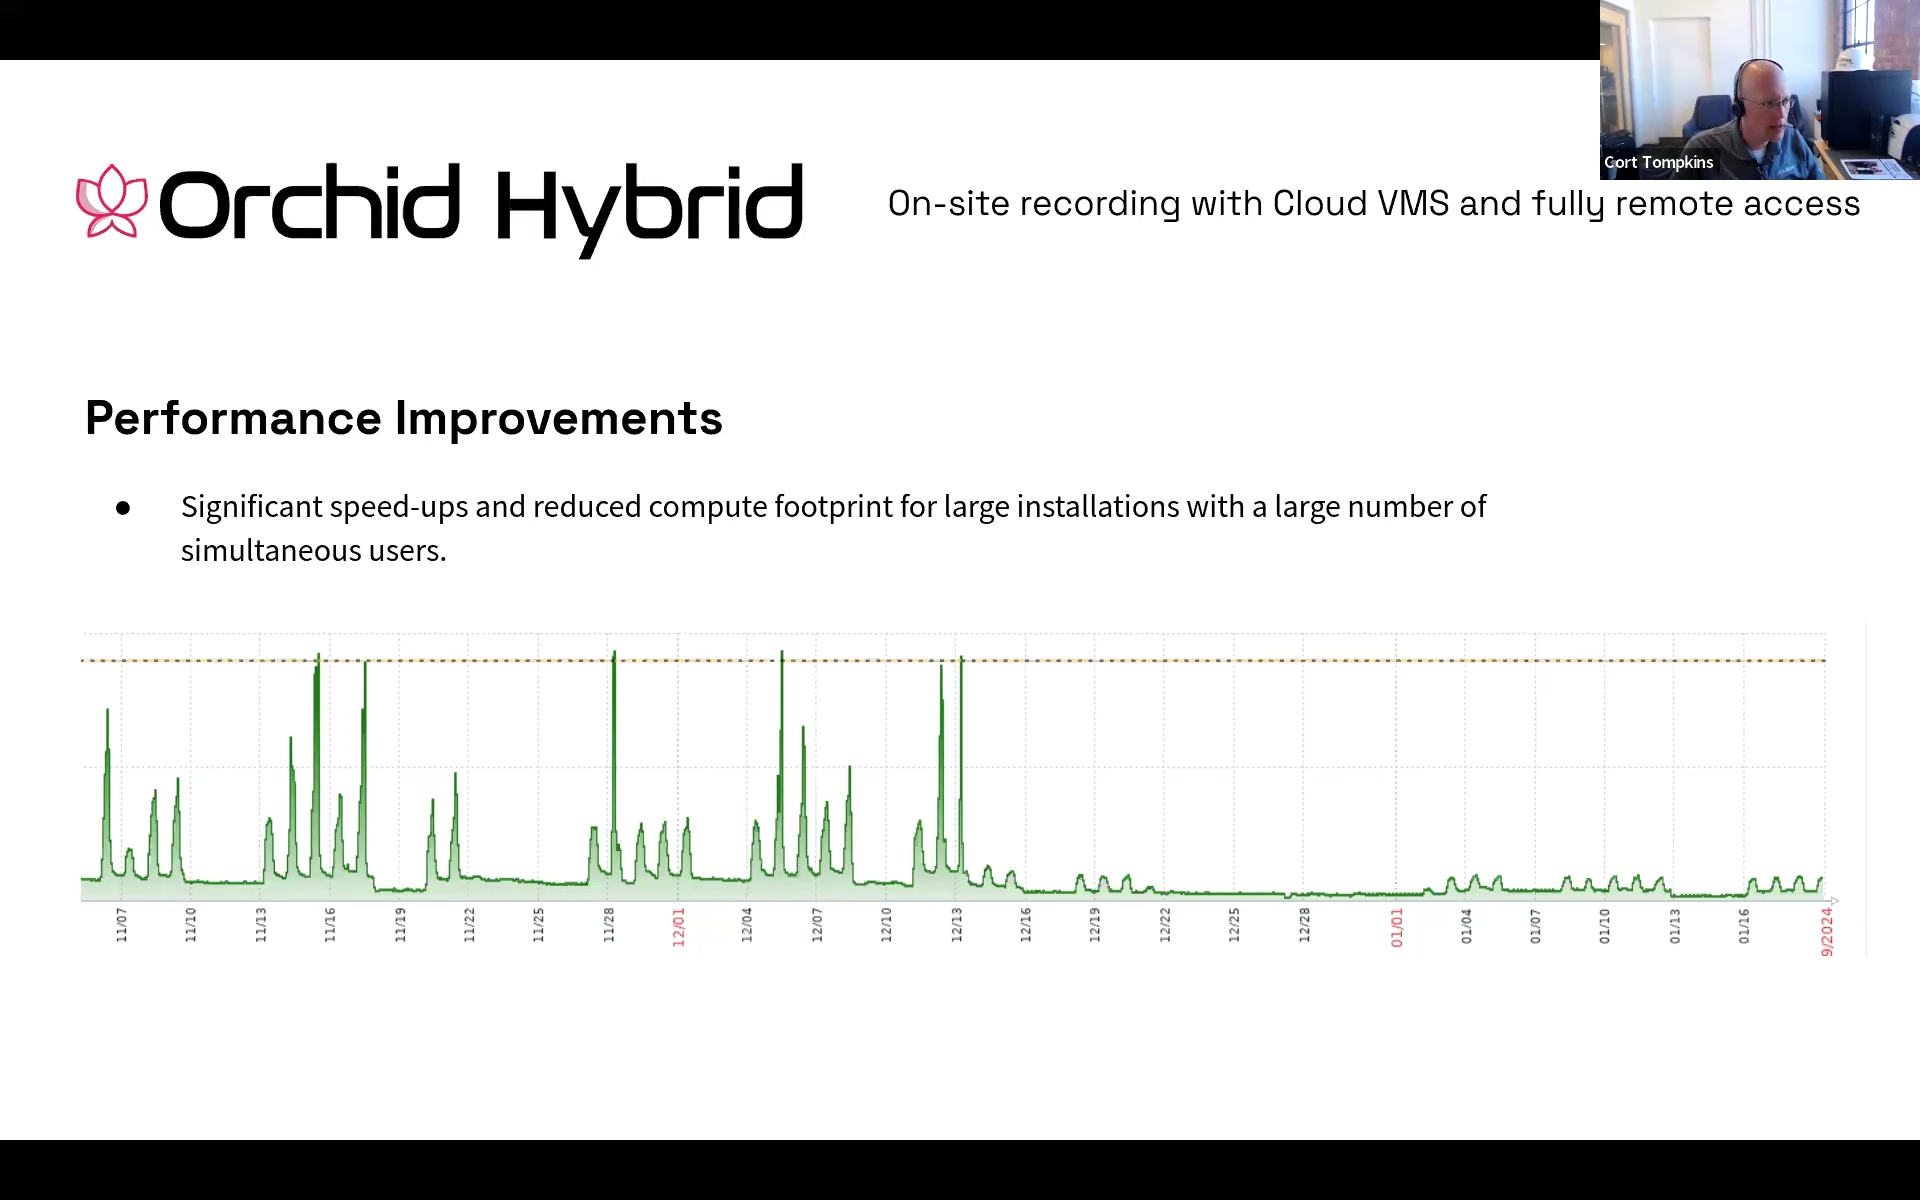 Cort Tompkins
Orchid Hybrid
On-site recording with Cloud VMS and fully remote access
Performance Improvements
● Significant speed-ups and reduced compute footprint for large installations with a large number of
simultaneous users.
11/07 11/10 11/13 11/16 11/19 11/22 11/25 11/28 12/01 12/04 12/07 12/10 12/13 12/16 12/19 12/22 12/25 12/28 01/01 01/04 01/07 01/10 01/13 01/16 9/2024